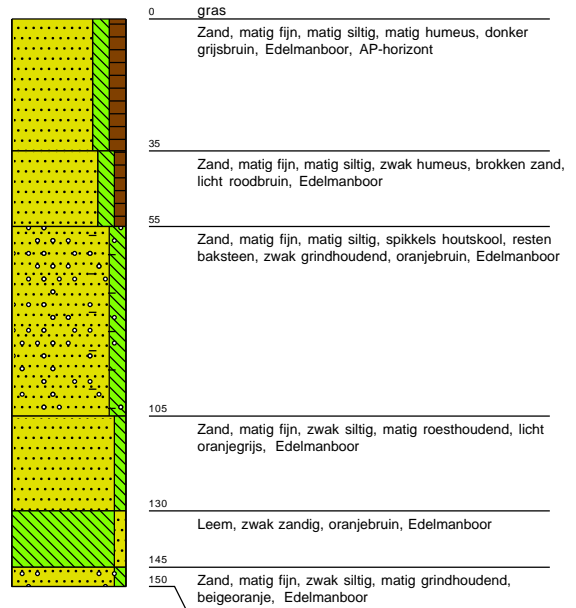 0 gras
Zand, matig fijn, matig siltig, matig humeus, donker
grijsbruin, Edelmanboor, AP-horizont
35
Zand, matig fijn, matig siltig, zwak humeus, brokken zand,
licht roodbruin, Edelmanboor
55
Zand, matig fijn, matig siltig, spikkels houtskool, resten
baksteen, zwak grindhoudend, oranjebruin, Edelmanboor
105
Zand, matig fijn, zwak siltig, matig roesthoudend, licht
oranjegrijs, Edelmanboor
130
Leem, zwak zandig, oranjebruin, Edelmanboor
145
Zand, matig fijn, zwak siltig, matig grindhoudend,
150
beigeoranje, Edelmanboor